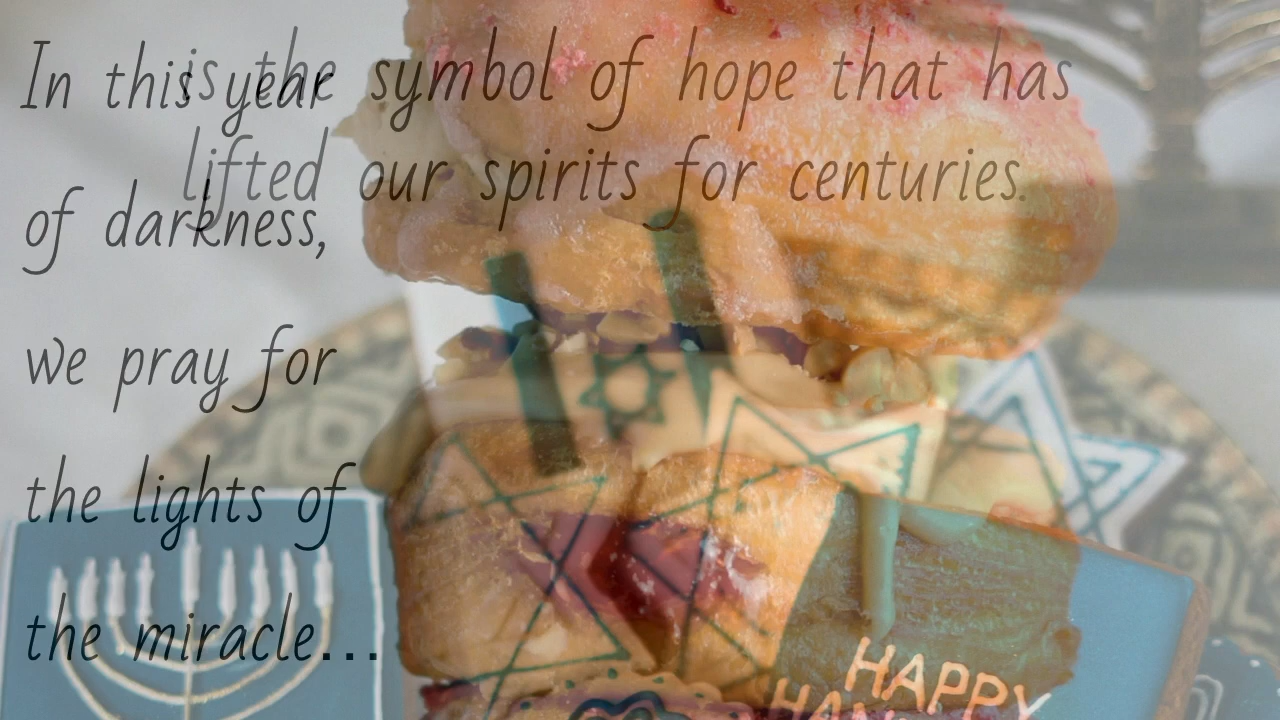 In this year
of darkness,
we pray for
the lights of
the miracle...
is the symbol of hope that has
lifted our spirits for centuries.
HAPPY